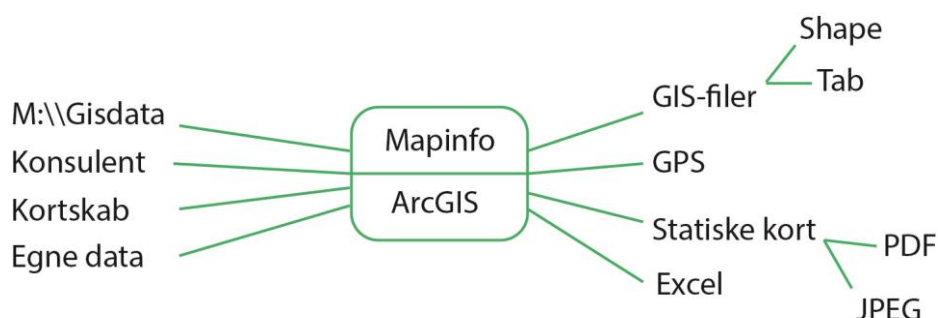 M:\\Gisdata
Konsulent
Kortskab
Egne data
Mapinfo
ArcGIS
GIS-filer
Shape
Tab
GPS
Statiske kort
PDF
JPEG
Excel